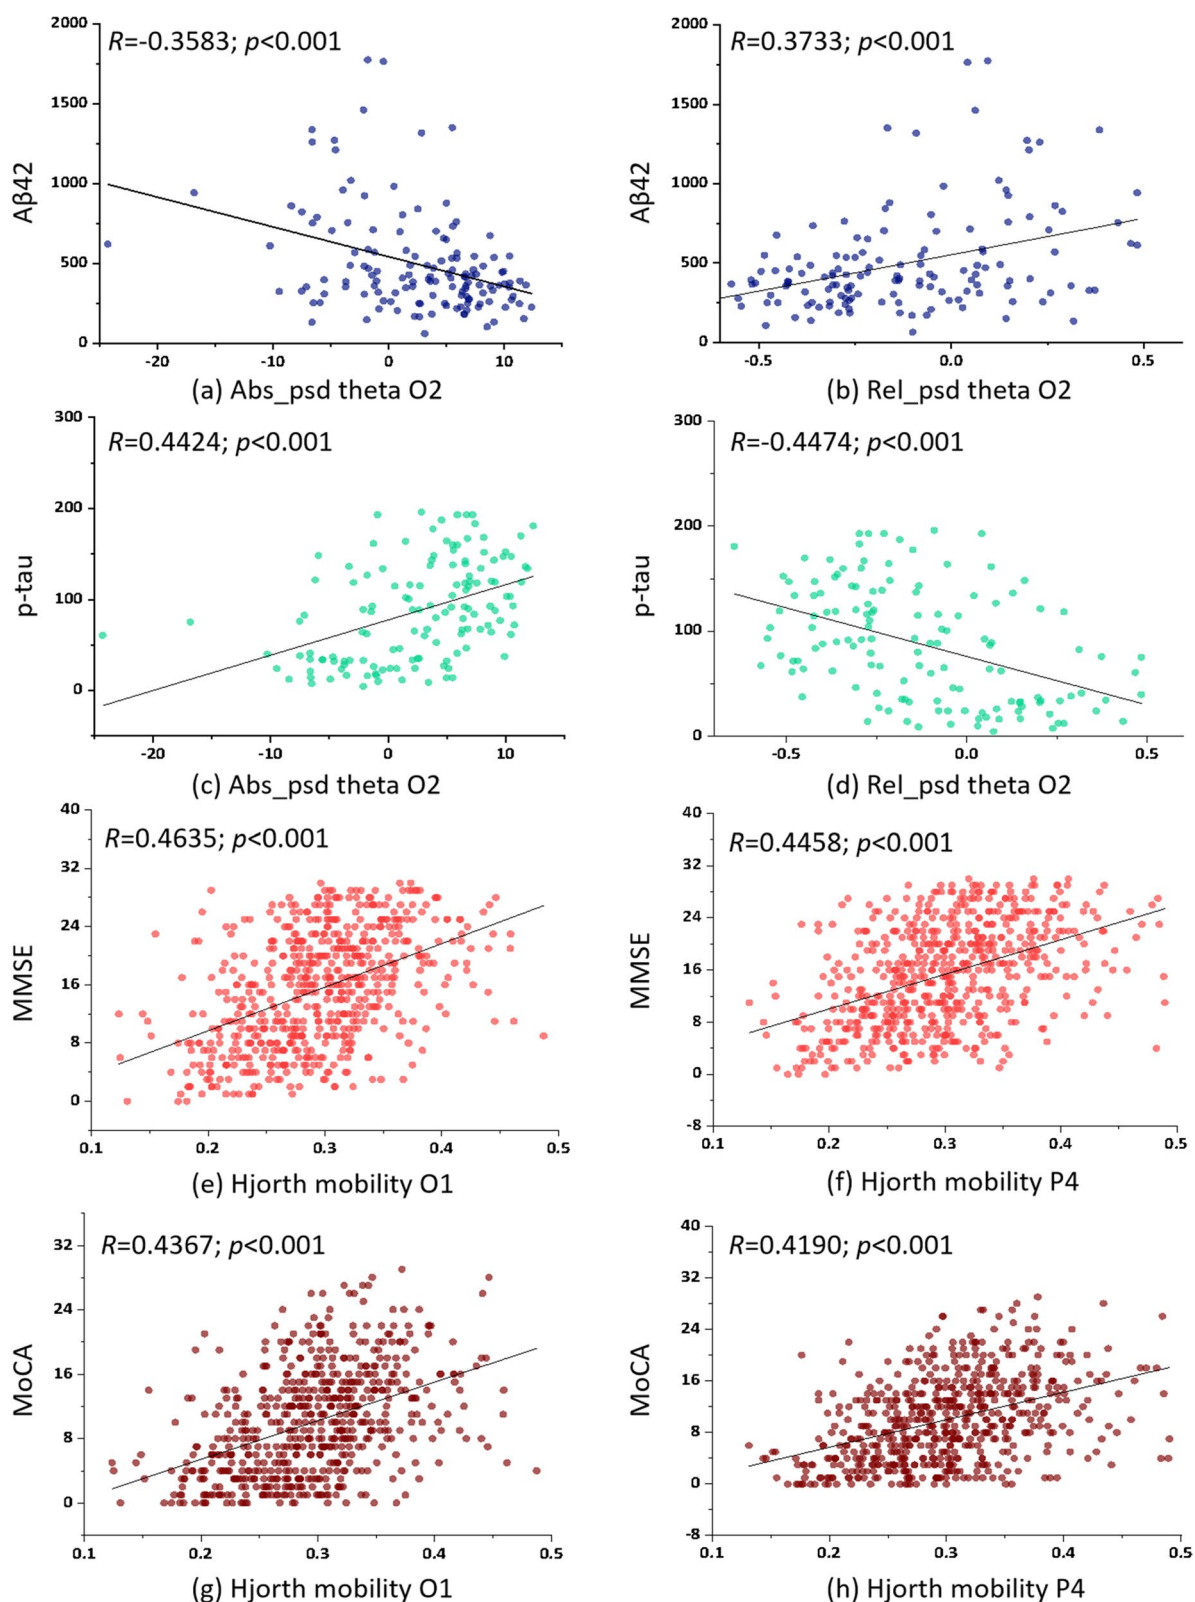 2000
1500
1000
500
0
Aβ42
R=-0.3583; p<0.001
-20 -10 0 10
(a) Abs_psd theta O2
2000
1500
1000
500
0
Aβ42
R=0.3733; p<0.001
-0.5 0.0 0.5
(b) Rel_psd theta O2
300
200
100
0
p-tau
R=0.4424; p<0.001
-20 -10 0 10
(c) Abs_psd theta O2
300
200
100
0
p-tau
R=-0.4474; p<0.001
-0.5 0.0 0.5
(d) Rel_psd theta O2
40
32
24
16
8
0
MMSE
R=0.4635; p<0.001
0.1 0.2 0.3 0.4 0.5
(e) Hjorth mobility O1
40
32
24
16
8
0
-8
MMSE
R=0.4458; p<0.001
0.1 0.2 0.3 0.4 0.5
(f) Hjorth mobility P4
32
24
16
8
0
MoCA
R=0.4367; p<0.001
0.1 0.2 0.3 0.4 0.5
(g) Hjorth mobility O1
40
32
24
16
8
0
-8
MoCA
R=0.4190; p<0.001
0.1 0.2 0.3 0.4 0.5
(h) Hjorth mobility P4